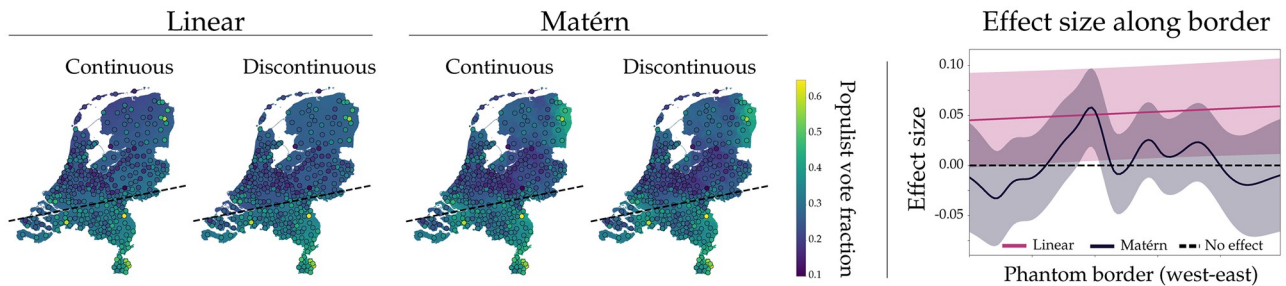 Linear
Matérn
Effect size along border
Continuous
Discontinuous
Continuous
Discontinuous
0.6
0.5
0.4
0.3
0.2
0.1
Populist vote fraction
0.10
0.05
0.00
-0.05
Effect size
Linear
Matérn
No effect
Phantom border (west-east)